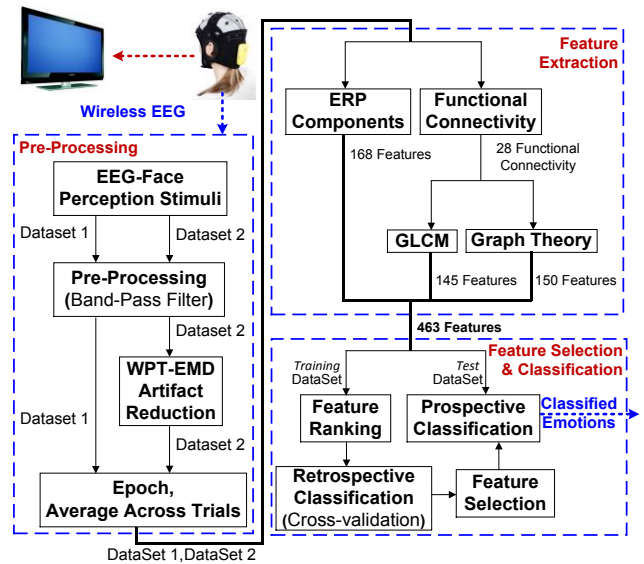 Wireless EEG
Pre-Processing
EEG-Face
Perception Stimuli
Dataset 1
Dataset 2
Pre-Processing
(Band-Pass Filter)
Dataset 2
WPT-EMD
Artifact
Reduction
Dataset 1
Dataset 2
Epoch,
Average Across Trials
DataSet 1,DataSet 2
Feature
Extraction
ERP
Components
Functional
Connectivity
168 Features
28 Functional
Connectivity
GLCM
Graph Theory
145 Features
150 Features
463 Features
Feature Selection
& Classification
Training
DataSet
Test
DataSet
Feature
Ranking
Prospective
Classification
Classified
Emotions
Retrospective
Classification
(Cross-validation)
Feature
Selection